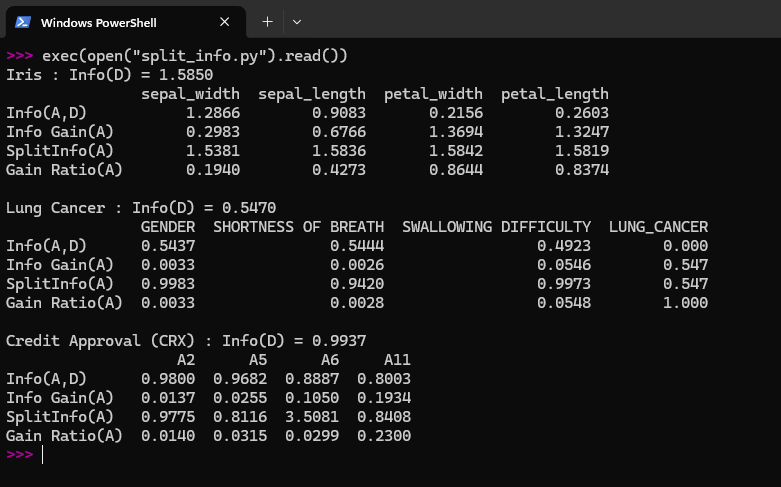 Windows PowerShell
>>> exec(open("split_info.py").read())
Iris : Info(D) = 1.5850
sepal_width sepal_length petal_width petal_length
Info(A,D) 1.2866 0.9083 0.2156 0.2603
Info Gain(A) 0.2983 0.6766 1.3694 1.3247
SplitInfo(A) 1.5381 1.5836 1.5842 1.5819
Gain Ratio(A) 0.1940 0.4273 0.8644 0.8374
Lung Cancer : Info(D) = 0.5470
GENDER SHORTNESS OF BREATH SWALLOWING DIFFICULTY LUNG_CANCER
Info(A,D) 0.5437 0.5444 0.4923 0.000
Info Gain(A) 0.0033 0.0026 0.0546 0.547
SplitInfo(A) 0.9983 0.9420 0.9973 0.547
Gain Ratio(A) 0.0033 0.0028 0.0548 1.000
Credit Approval (CRX) : Info(D) = 0.9937
A2 A5 A6 A11
Info(A,D) 0.9800 0.9682 0.8887 0.8003
Info Gain(A) 0.0137 0.0255 0.1050 0.1934
SplitInfo(A) 0.9775 0.8116 3.5081 0.8408
Gain Ratio(A) 0.0140 0.0315 0.0299 0.2300
>>>